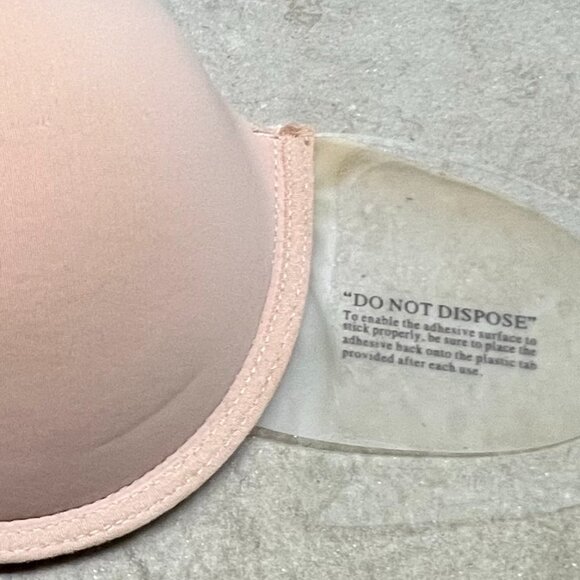 "DO NOT DISPOSE"
To enable the adhesive surface to
stick properly, be sure to place the
adhesive back onto the plastic tab
provided after each use.